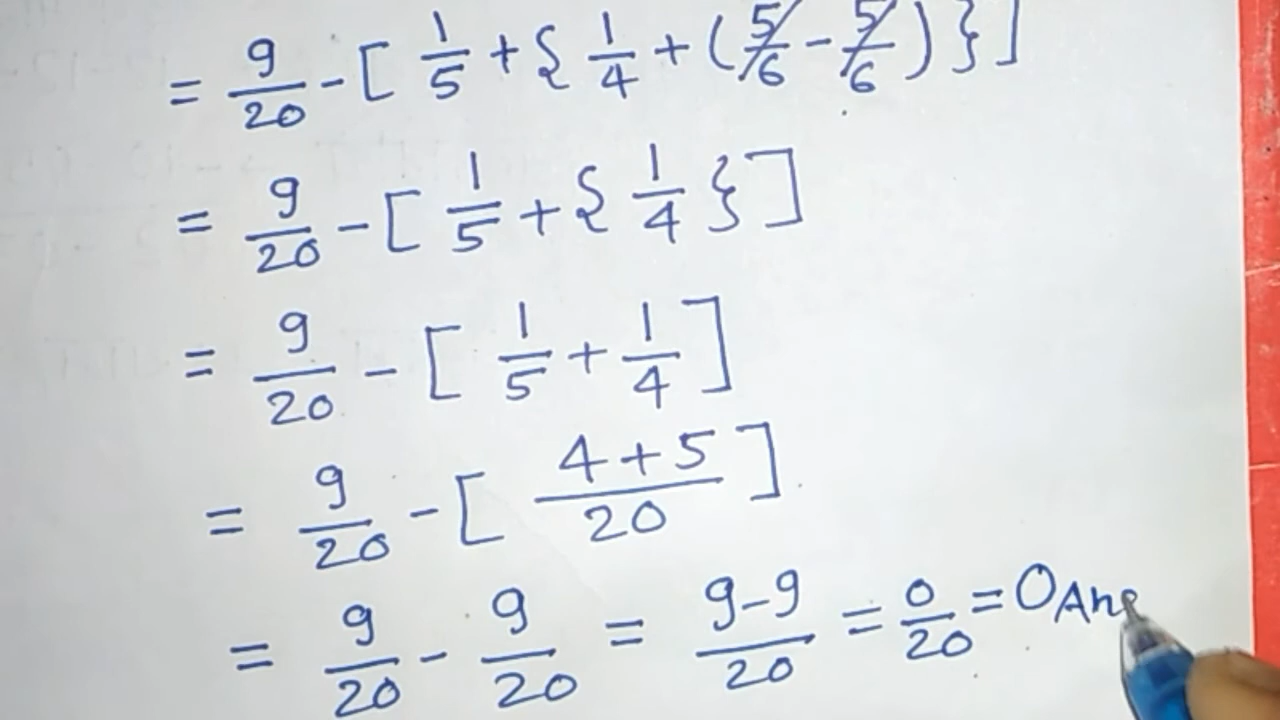 = 9/20 - [ 1/5 + { 1/4 + (5/6 - 5/6) } ]
= 9/20 - [ 1/5 + { 1/4 } ]
= 9/20 - [ 1/5 + 1/4 ]
= 9/20 - [ 4+5/20 ]
= 9/20 - 9/20 = 9-9/20 = 0/20 = 0 Ans